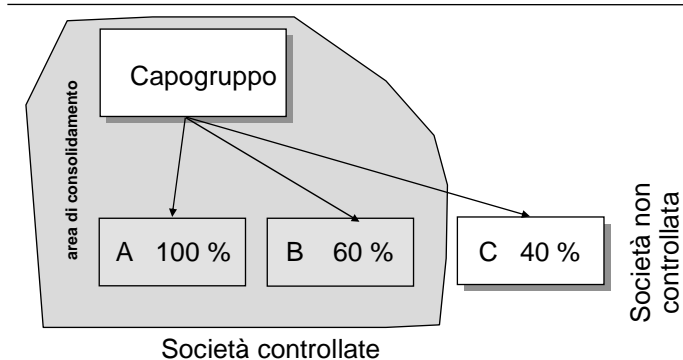 Capogruppo
area di consolidamento
A 100 %
B 60 %
C 40 %
Società non
controllata
Società controllate